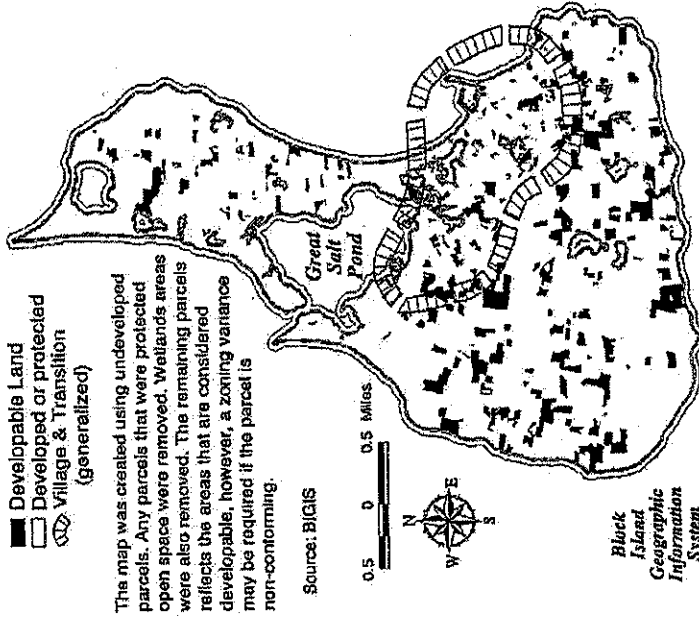 Developable Land
Developed or protected
Village & Transition
(generalized)
The map was created using undeveloped
parcels. Any parcels that were protected
open space were removed. Wetlands areas
were also removed. The remaining parcels
reflects the areas that are considered
developable, however, a zoning variance
may be required if the parcel is
non-conforming.
Source: BIGIS
0.5 0 0.5 Miles
N
W E
S
Great
Salt
Pond
Block
Island
Geographic
Information
System